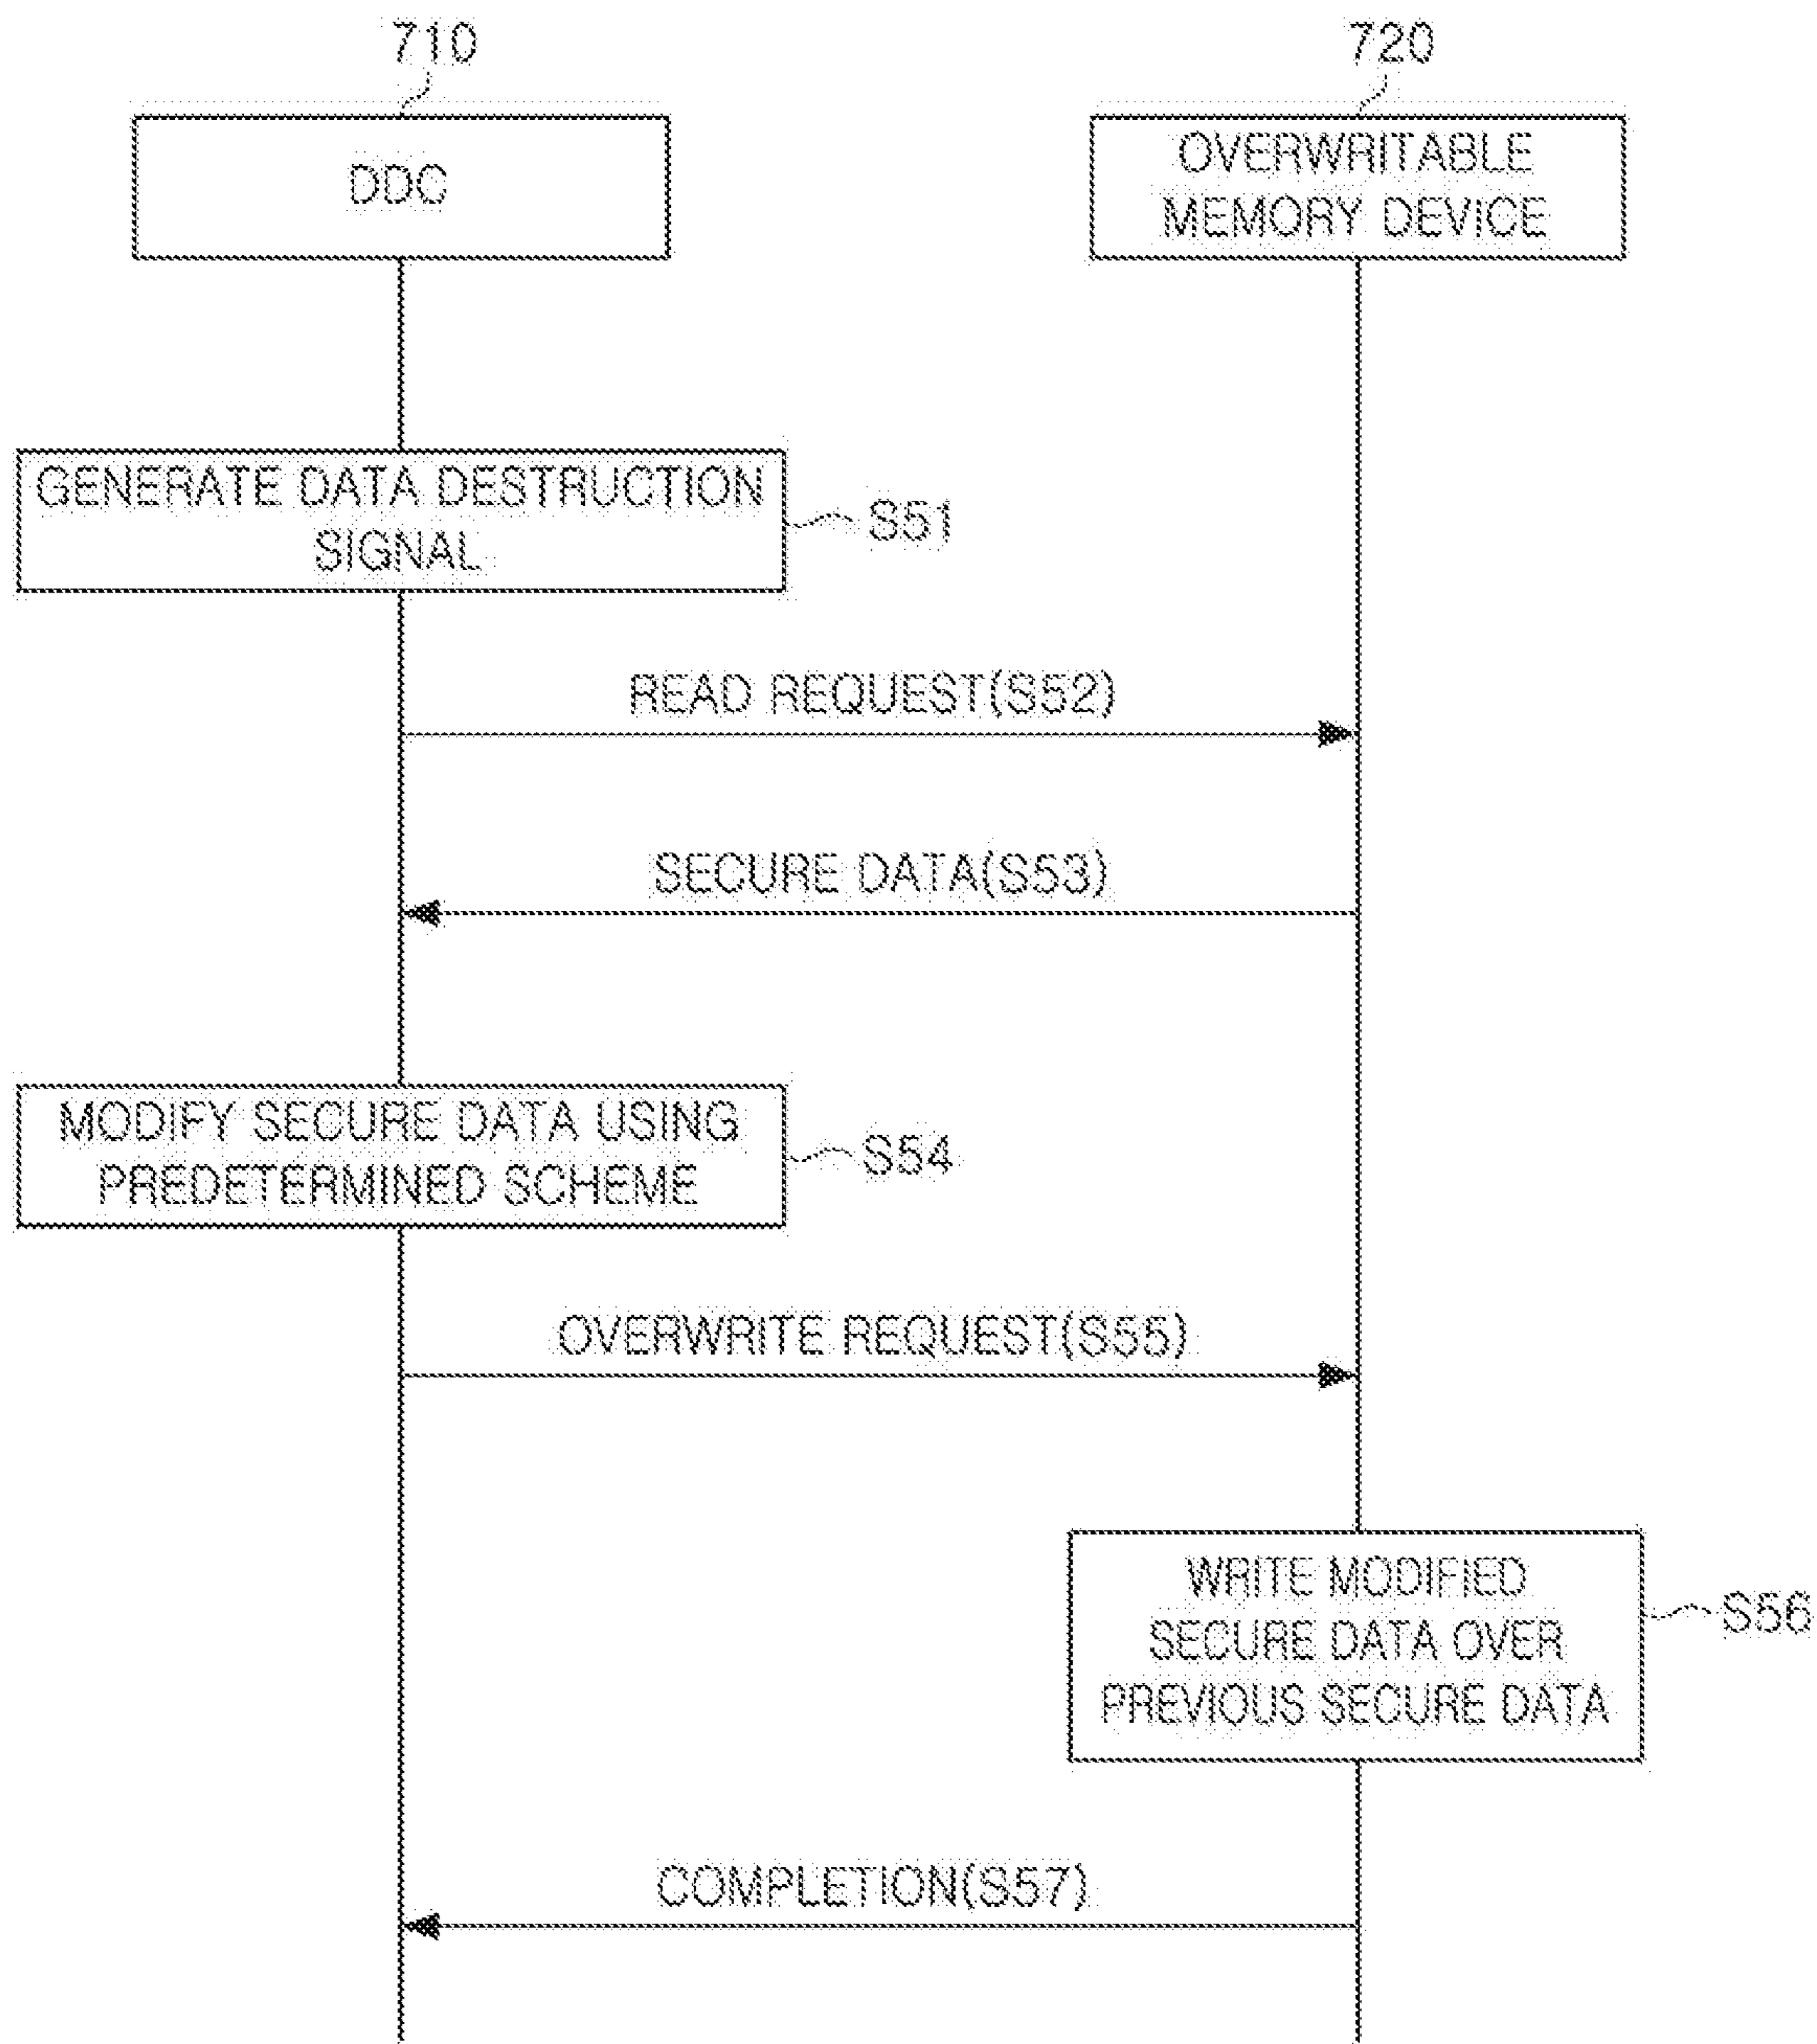 710
720
DDC
OVERWRITABLE
MEMORY DEVICE
GENERATE DATA DESTRUCTION
SIGNAL
S51
READ REQUEST(S52)
SECURE DATA(S53)
MODIFY SECURE DATA USING
PREDETERMINED SCHEME
S54
OVERWRITE REQUEST(S55)
WRITE MODIFIED
SECURE DATA OVER
PREVIOUS SECURE DATA
S56
COMPLETION(S57)